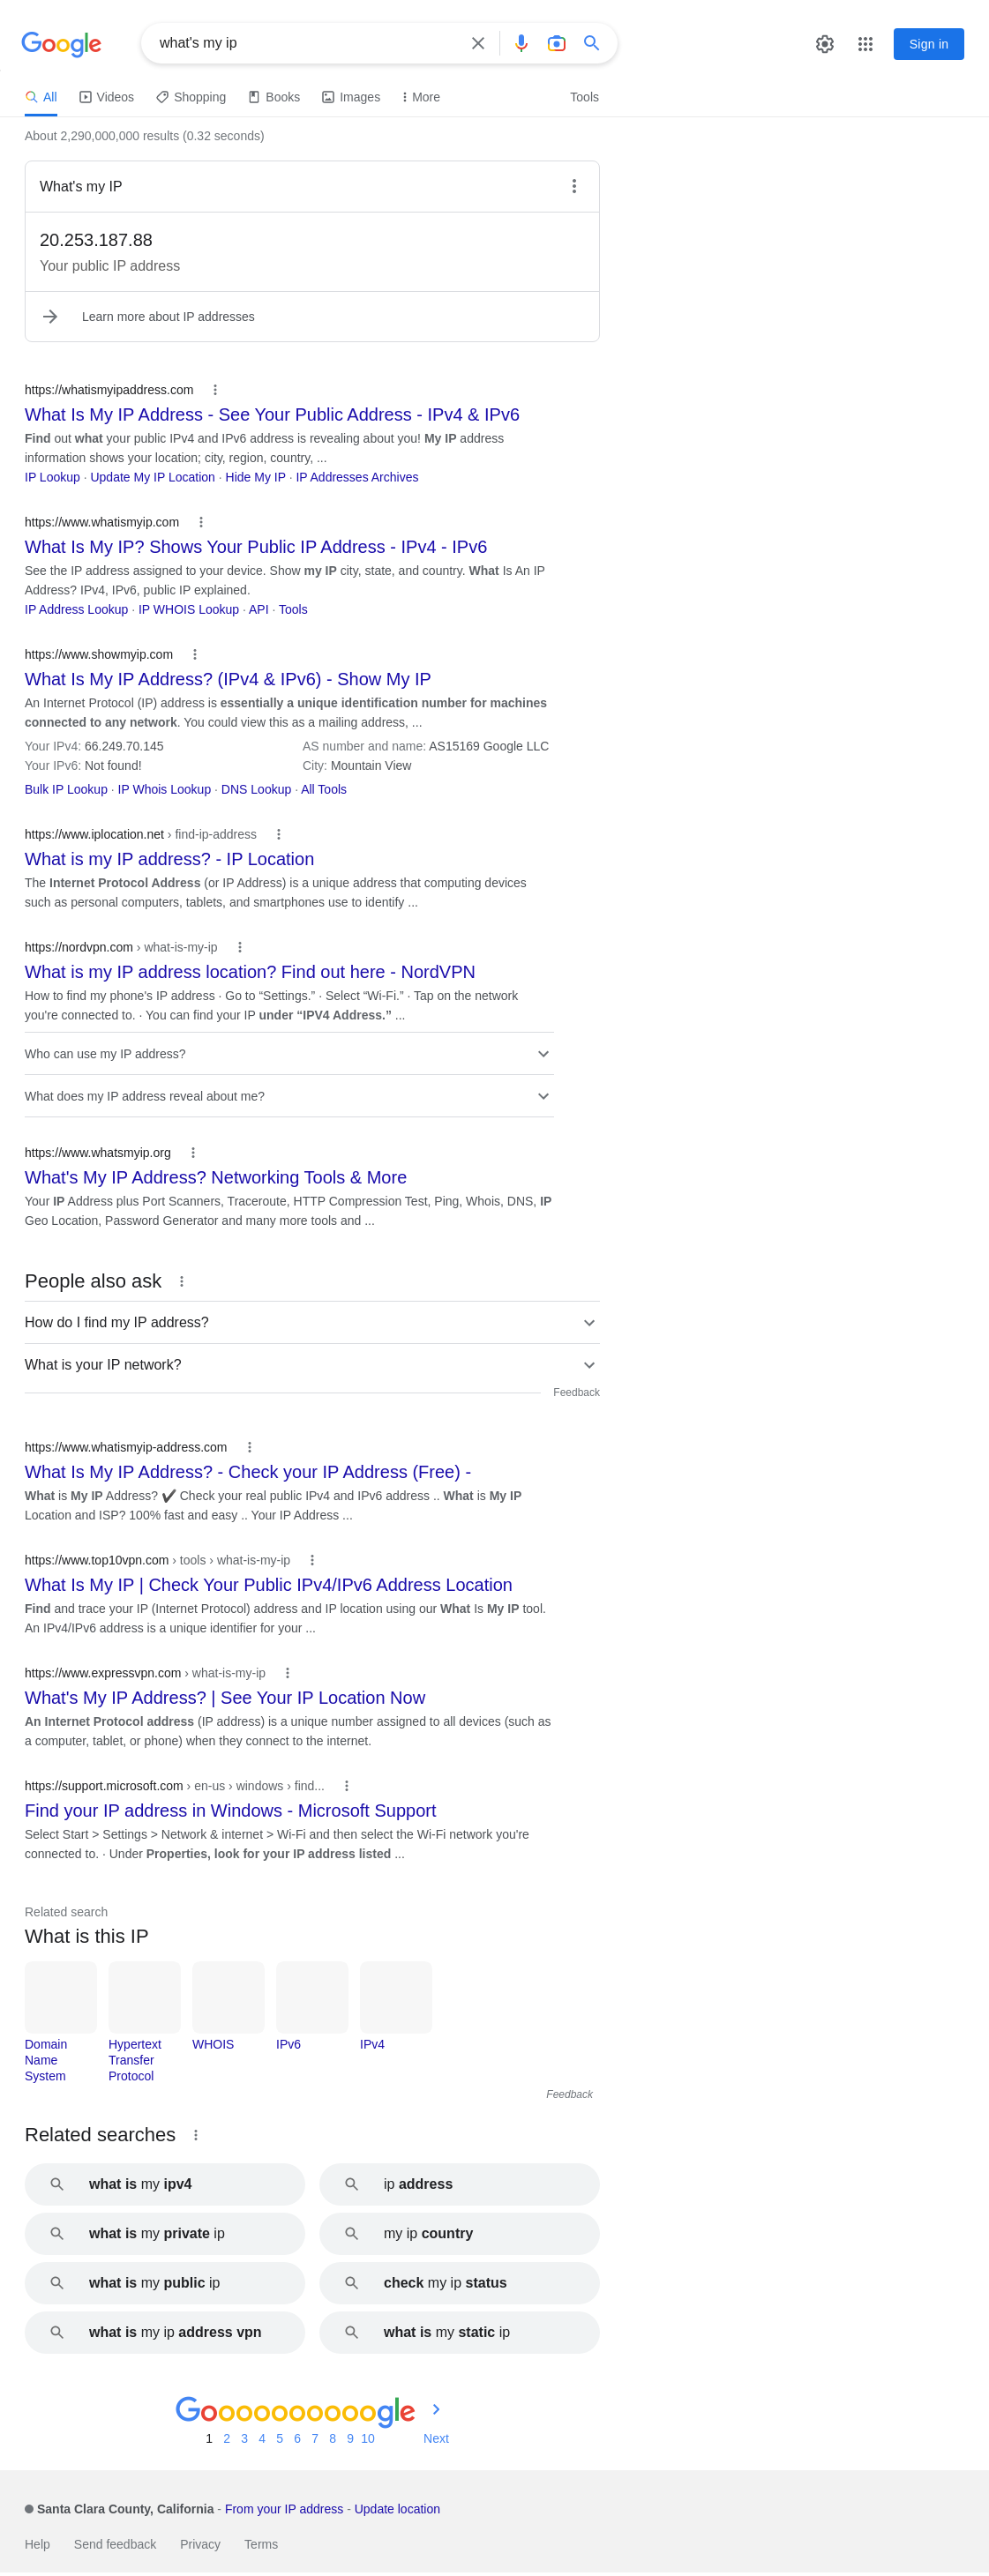 Google
what's my ip
Sign in
All
Videos
Shopping
Books
Images
More
Tools
About 2,290,000,000 results (0.32 seconds)
What's my IP
20.253.187.88
Your public IP address
Learn more about IP addresses
https://whatismyipaddress.com
What Is My IP Address - See Your Public Address - IPv4 & IPv6
Find out what your public IPv4 and IPv6 address is revealing about you! My IP address
information shows your location; city, region, country, ...
IP Lookup · Update My IP Location · Hide My IP · IP Addresses Archives
https://www.whatismyip.com
What Is My IP? Shows Your Public IP Address - IPv4 - IPv6
See the IP address assigned to your device. Show my IP city, state, and country. What Is An IP
Address? IPv4, IPv6, public IP explained.
IP Address Lookup · IP WHOIS Lookup · API · Tools
https://www.showmyip.com
What Is My IP Address? (IPv4 & IPv6) - Show My IP
An Internet Protocol (IP) address is essentially a unique identification number for machines
connected to any network. You could view this as a mailing address, ...
Your IPv4: 66.249.70.145
AS number and name: AS15169 Google LLC
Your IPv6: Not found!
City: Mountain View
Bulk IP Lookup · IP Whois Lookup · DNS Lookup · All Tools
https://www.iplocation.net › find-ip-address
What is my IP address? - IP Location
The Internet Protocol Address (or IP Address) is a unique address that computing devices
such as personal computers, tablets, and smartphones use to identify ...
https://nordvpn.com › what-is-my-ip
What is my IP address location? Find out here - NordVPN
How to find my phone's IP address · Go to “Settings.” · Select “Wi-Fi.” · Tap on the network
you're connected to. · You can find your IP under “IPV4 Address.” ...
Who can use my IP address?
What does my IP address reveal about me?
https://www.whatsmyip.org
What's My IP Address? Networking Tools & More
Your IP Address plus Port Scanners, Traceroute, HTTP Compression Test, Ping, Whois, DNS, IP
Geo Location, Password Generator and many more tools and ...
People also ask
How do I find my IP address?
What is your IP network?
Feedback
https://www.whatismyip-address.com
What Is My IP Address? - Check your IP Address (Free) -
What is My IP Address? ✔ Check your real public IPv4 and IPv6 address .. What is My IP
Location and ISP? 100% fast and easy .. Your IP Address ...
https://www.top10vpn.com › tools › what-is-my-ip
What Is My IP | Check Your Public IPv4/IPv6 Address Location
Find and trace your IP (Internet Protocol) address and IP location using our What Is My IP tool.
An IPv4/IPv6 address is a unique identifier for your ...
https://www.expressvpn.com › what-is-my-ip
What's My IP Address? | See Your IP Location Now
An Internet Protocol address (IP address) is a unique number assigned to all devices (such as
a computer, tablet, or phone) when they connect to the internet.
https://support.microsoft.com › en-us › windows › find...
Find your IP address in Windows - Microsoft Support
Select Start > Settings > Network & internet > Wi-Fi and then select the Wi-Fi network you're
connected to. · Under Properties, look for your IP address listed ...
Related search
What is this IP
Domain
Name
System
Hypertext
Transfer
Protocol
WHOIS
IPv6
IPv4
Feedback
Related searches
what is my ipv4
ip address
what is my private ip
my ip country
what is my public ip
check my ip status
what is my ip address vpn
what is my static ip
Goooooooooogle
1 2 3 4 5 6 7 8 9 10 Next
Santa Clara County, California - From your IP address - Update location
Help
Send feedback
Privacy
Terms